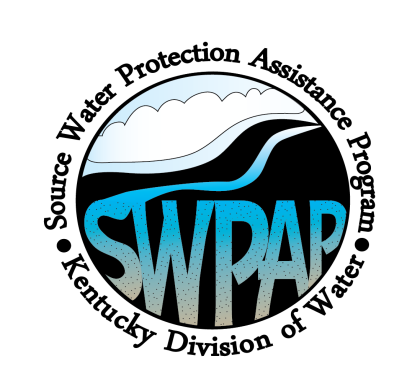 Source Water Protection Assistance Program
SWPAP
• Kentucky Division of Water •